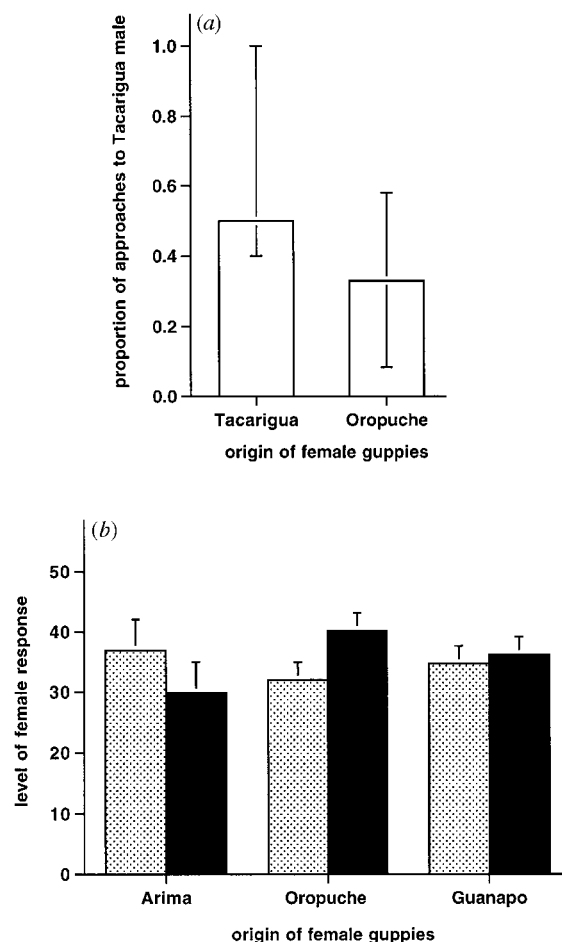 (a)
proportion of approaches to Tacarigua male
1.0
0.8
0.6
0.4
0.2
0.0
Tacarigua Oropuche
origin of female guppies
(b)
level of female response
50
40
30
20
10
0
Arima Oropuche Guanapo
origin of female guppies